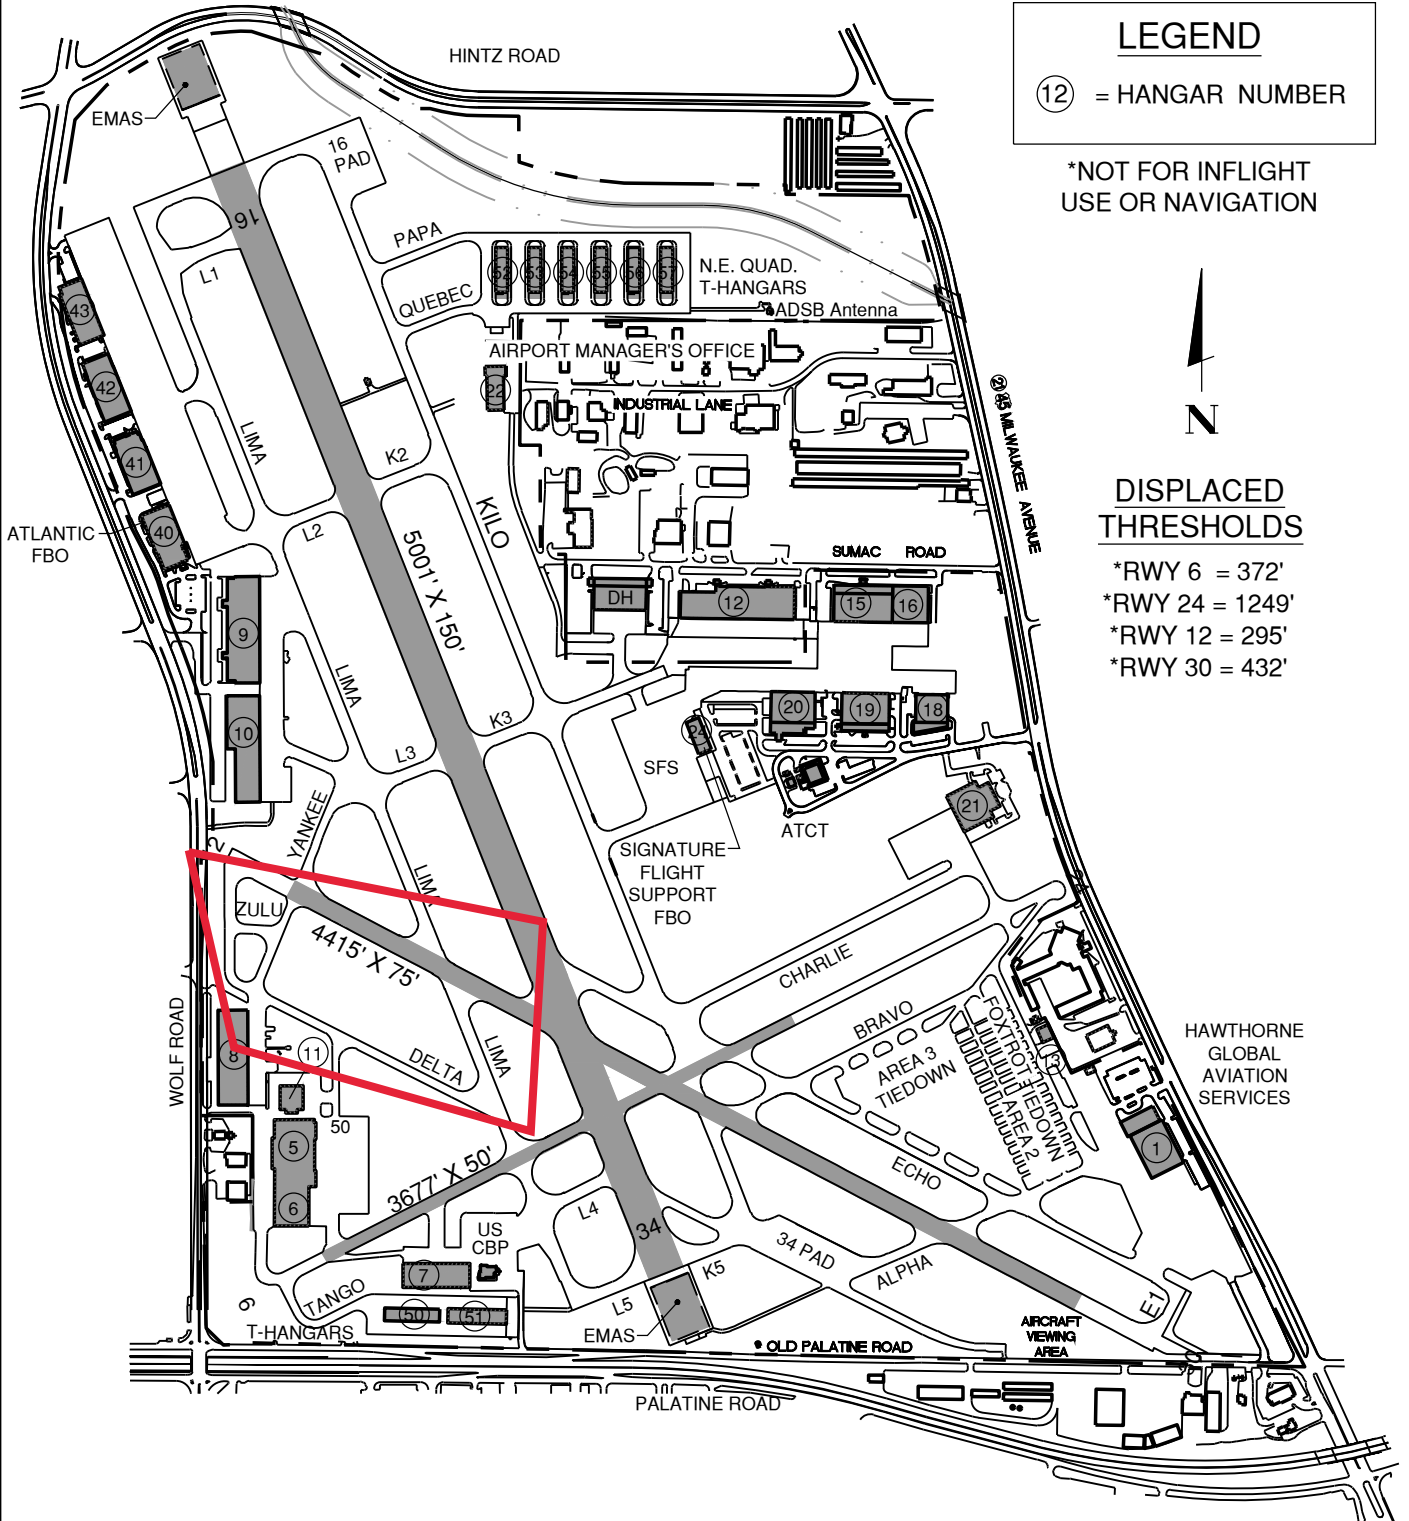 LEGEND
12 = HANGAR NUMBER
*NOT FOR INFLIGHT
USE OR NAVIGATION
N
DISPLACED
THRESHOLDS
*RWY 6 = 372'
*RWY 24 = 1249'
*RWY 12 = 295'
*RWY 30 = 432'
HINTZ ROAD
EMAS
16
PAD
16
PAPA
L1
QUEBEC
52
53
54
55
56
57
N.E. QUAD.
T-HANGARS
ADSB Antenna
43
42
41
40
AIRPORT MANAGER'S OFFICE
22
INDUSTRIAL LANE
MILWAUKEE AVENUE
LIMA
K2
KILO
L2
5001' X 150'
ATLANTIC
FBO
SUMAC ROAD
DH
12
15
16
9
10
LIMA
K3
L3
20
19
18
24
SFS
ATCT
21
SIGNATURE
FLIGHT
SUPPORT
FBO
YANKEE
LIMA
ZULU
4415' X 75'
CHARLIE
BRAVO
WOLF ROAD
8
11
DELTA
LIMA
AREA 3
TIEDOWN
FOXTROT TIEDOWN
AREA 2
HAWTHORNE
GLOBAL
AVIATION
SERVICES
1
50
5
6
3677' X 50'
ECHO
L4
34
US
CBP
34 PAD
ALPHA
K5
E1
7
TANGO
6
50
51
L5
EMAS
T-HANGARS
AIRCRAFT
VIEWING
AREA
OLD PALATINE ROAD
PALATINE ROAD